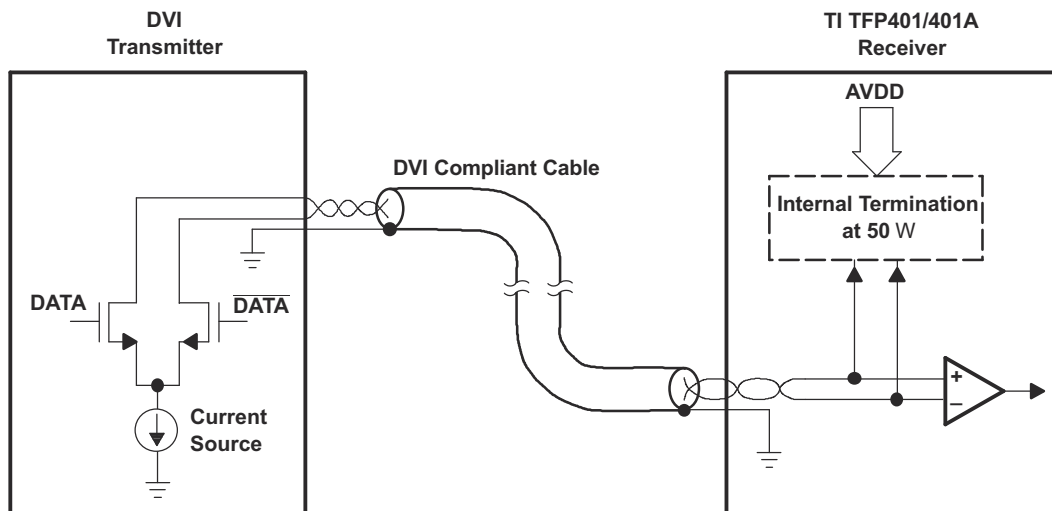 DVI
Transmitter
TI TFP401/401A
Receiver
AVDD
DVI Compliant Cable
Internal Termination
at 50 W
DATA
DATA
+
−
Current
Source